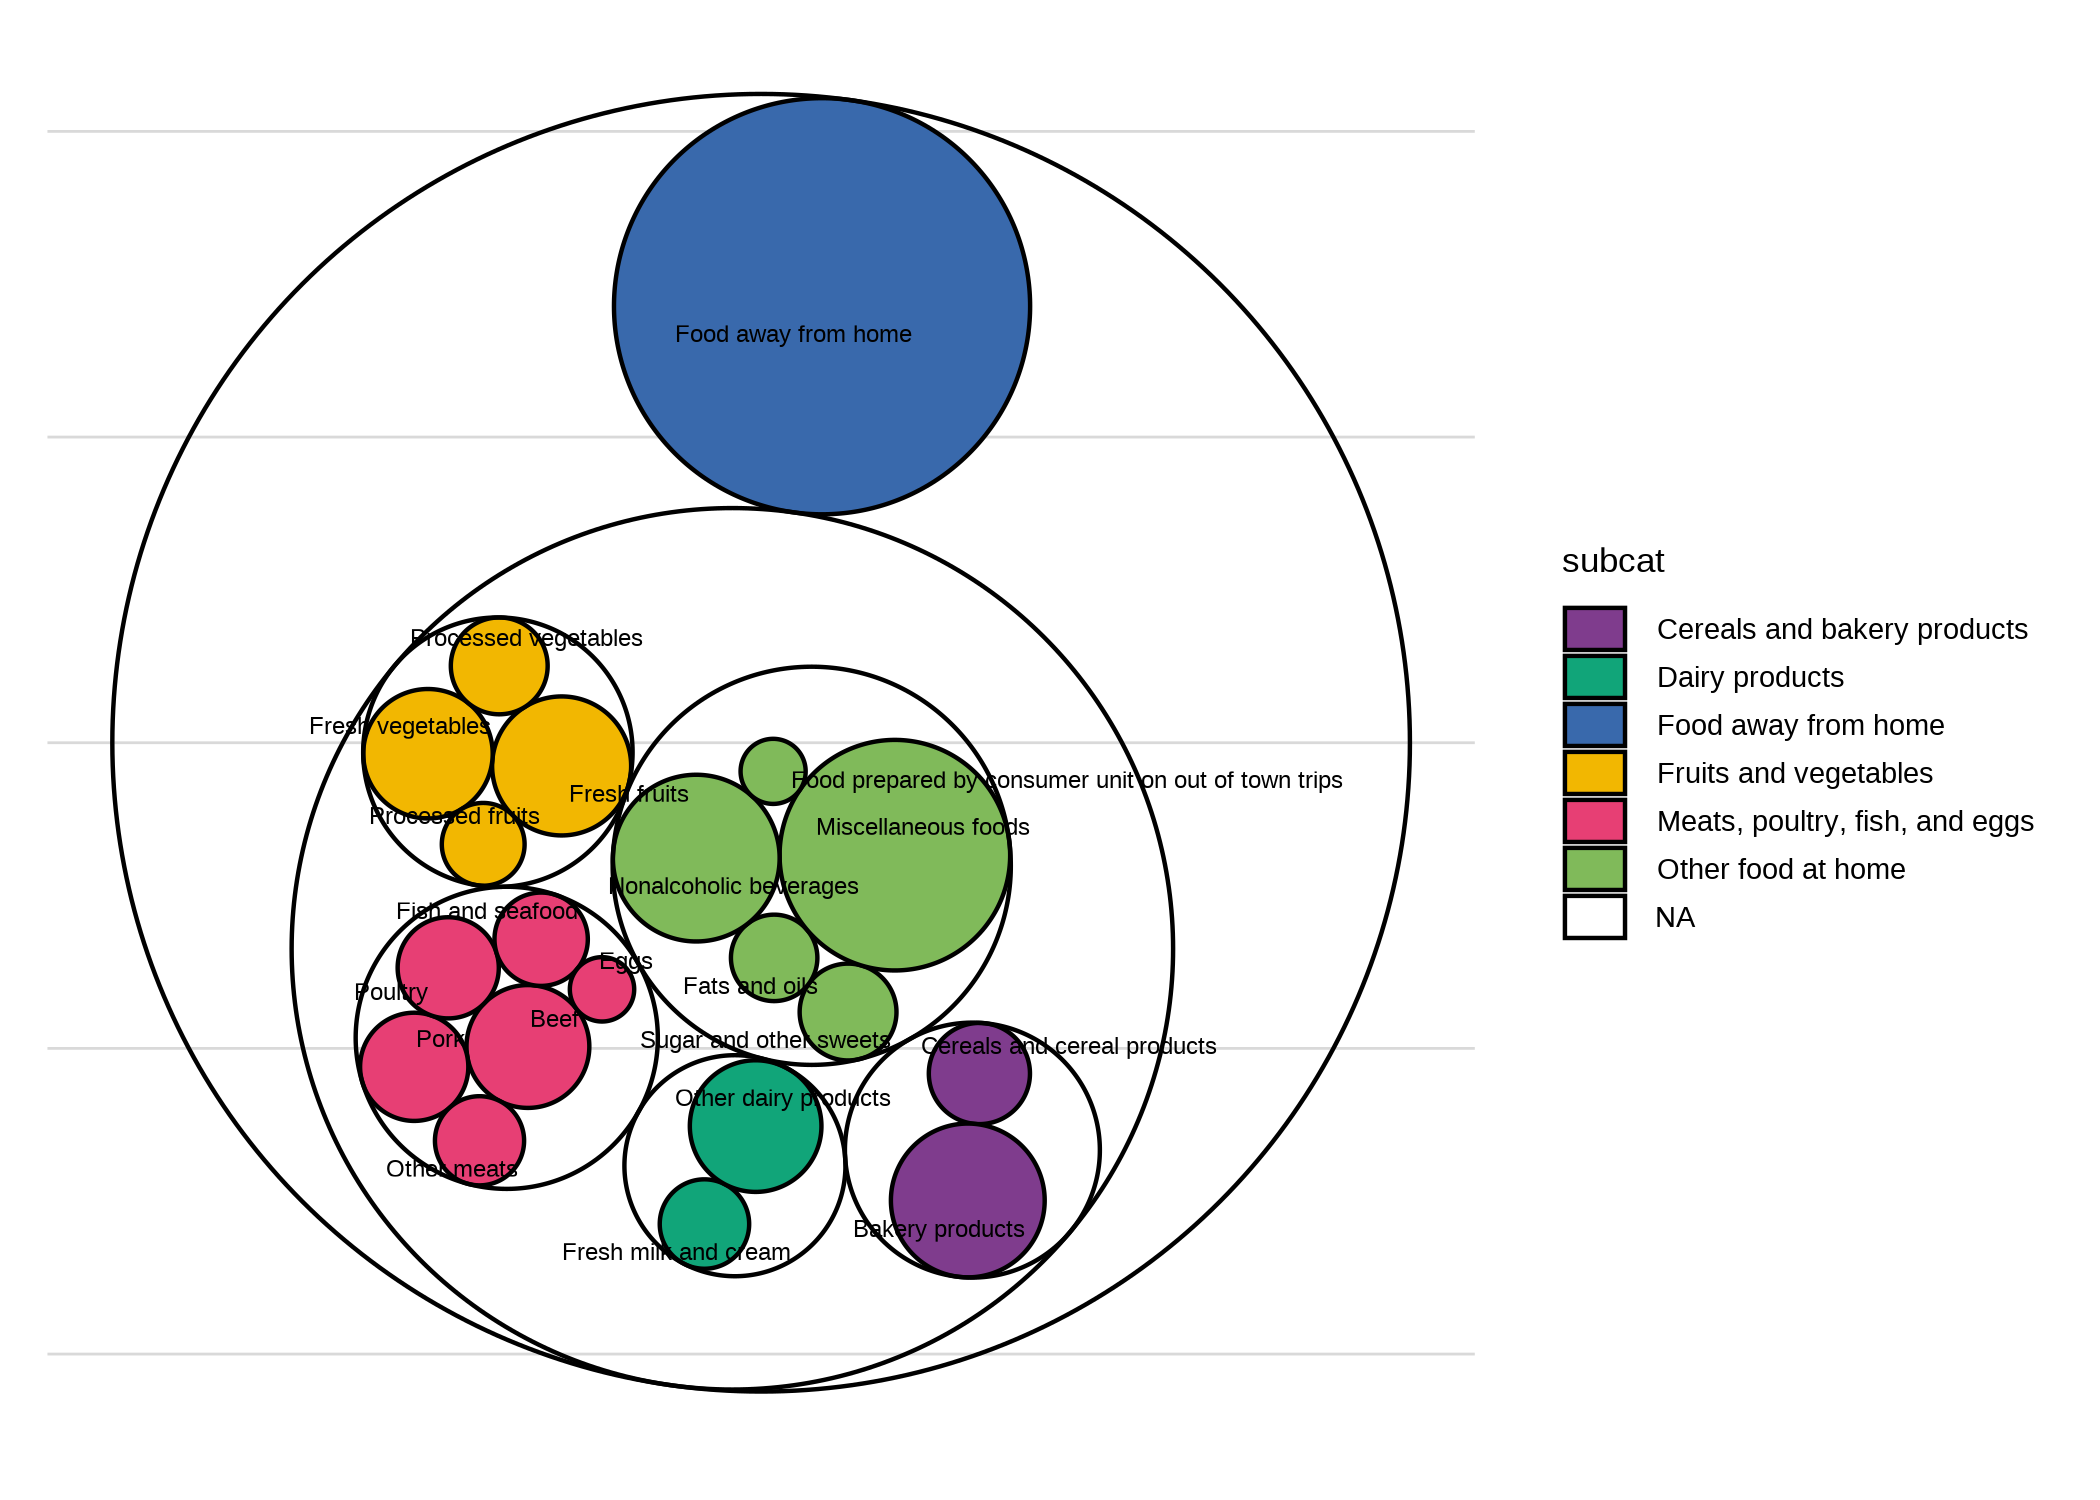 Food away from home
Processed vegetables
Fresh vegetables
Food prepared by consumer unit on out of town trips
Fresh fruits
Processed fruits
Miscellaneous foods
Nonalcoholic beverages
Fish and seafood
Eggs
Fats and oils
Poultry
Beef
Pork
Sugar and other sweets
Cereals and cereal products
Other dairy products
Other meats
Bakery products
Fresh milk and cream
subcat
Cereals and bakery products
Dairy products
Food away from home
Fruits and vegetables
Meats, poultry, fish, and eggs
Other food at home
NA